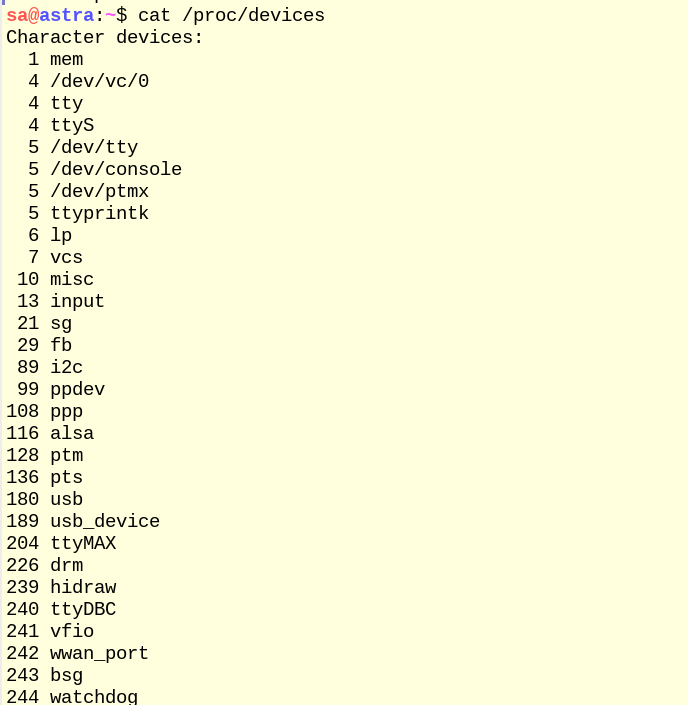 sa@astra:~$ cat /proc/devices
Character devices:
  1 mem
  4 /dev/vc/0
  4 tty
  4 ttyS
  5 /dev/tty
  5 /dev/console
  5 /dev/ptmx
  5 ttyprintk
  6 lp
  7 vcs
 10 misc
 13 input
 21 sg
 29 fb
 89 i2c
 99 ppdev
108 ppp
116 alsa
128 ptm
136 pts
180 usb
189 usb_device
204 ttyMAX
226 drm
239 hidraw
240 ttyDBC
241 vfio
242 wwan_port
243 bsg
244 watchdog